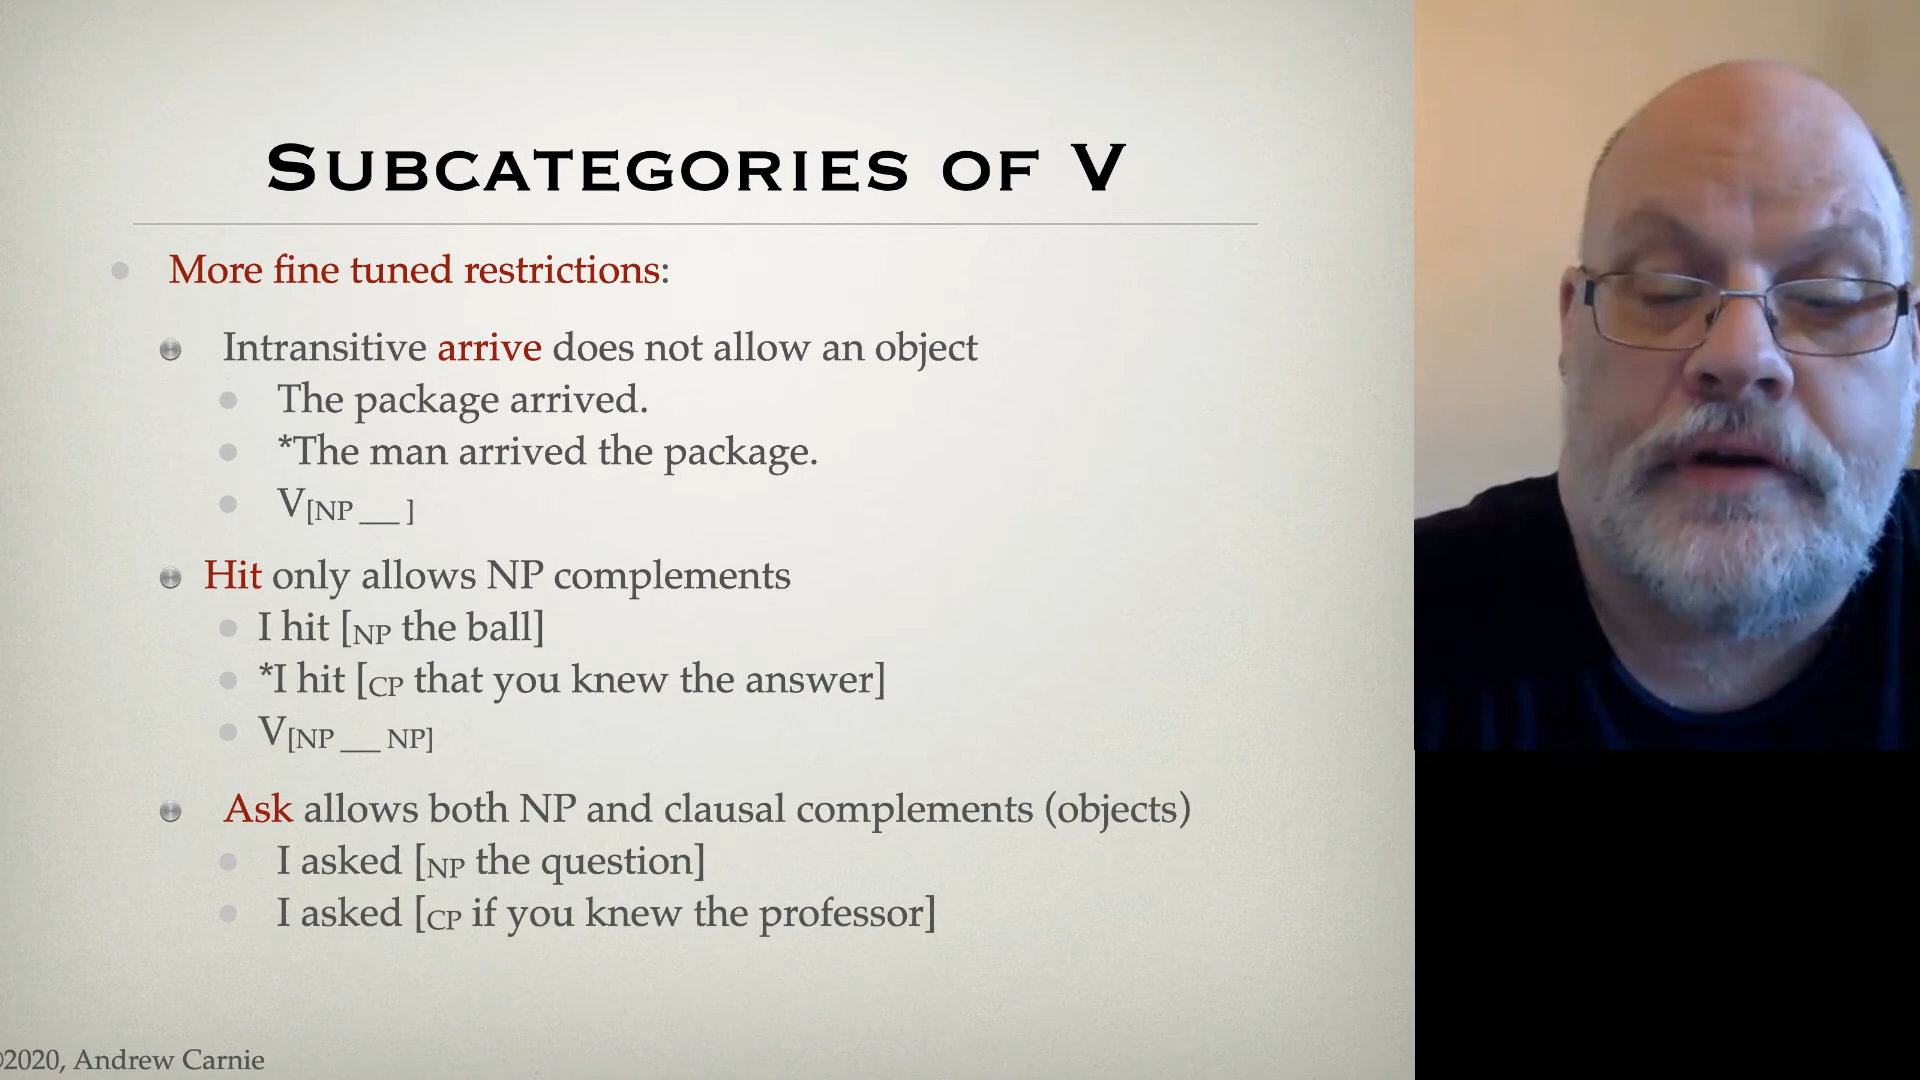 SUBCATEGORIES OF V
More fine tuned restrictions:
Intransitive arrive does not allow an object
The package arrived.
*The man arrived the package.
V[NP ___ ]
Hit only allows NP complements
I hit [NP the ball]
*I hit [CP that you knew the answer]
V[NP ___ NP]
Ask allows both NP and clausal complements (objects)
I asked [NP the question]
I asked [CP if you knew the professor]
©2020, Andrew Carnie